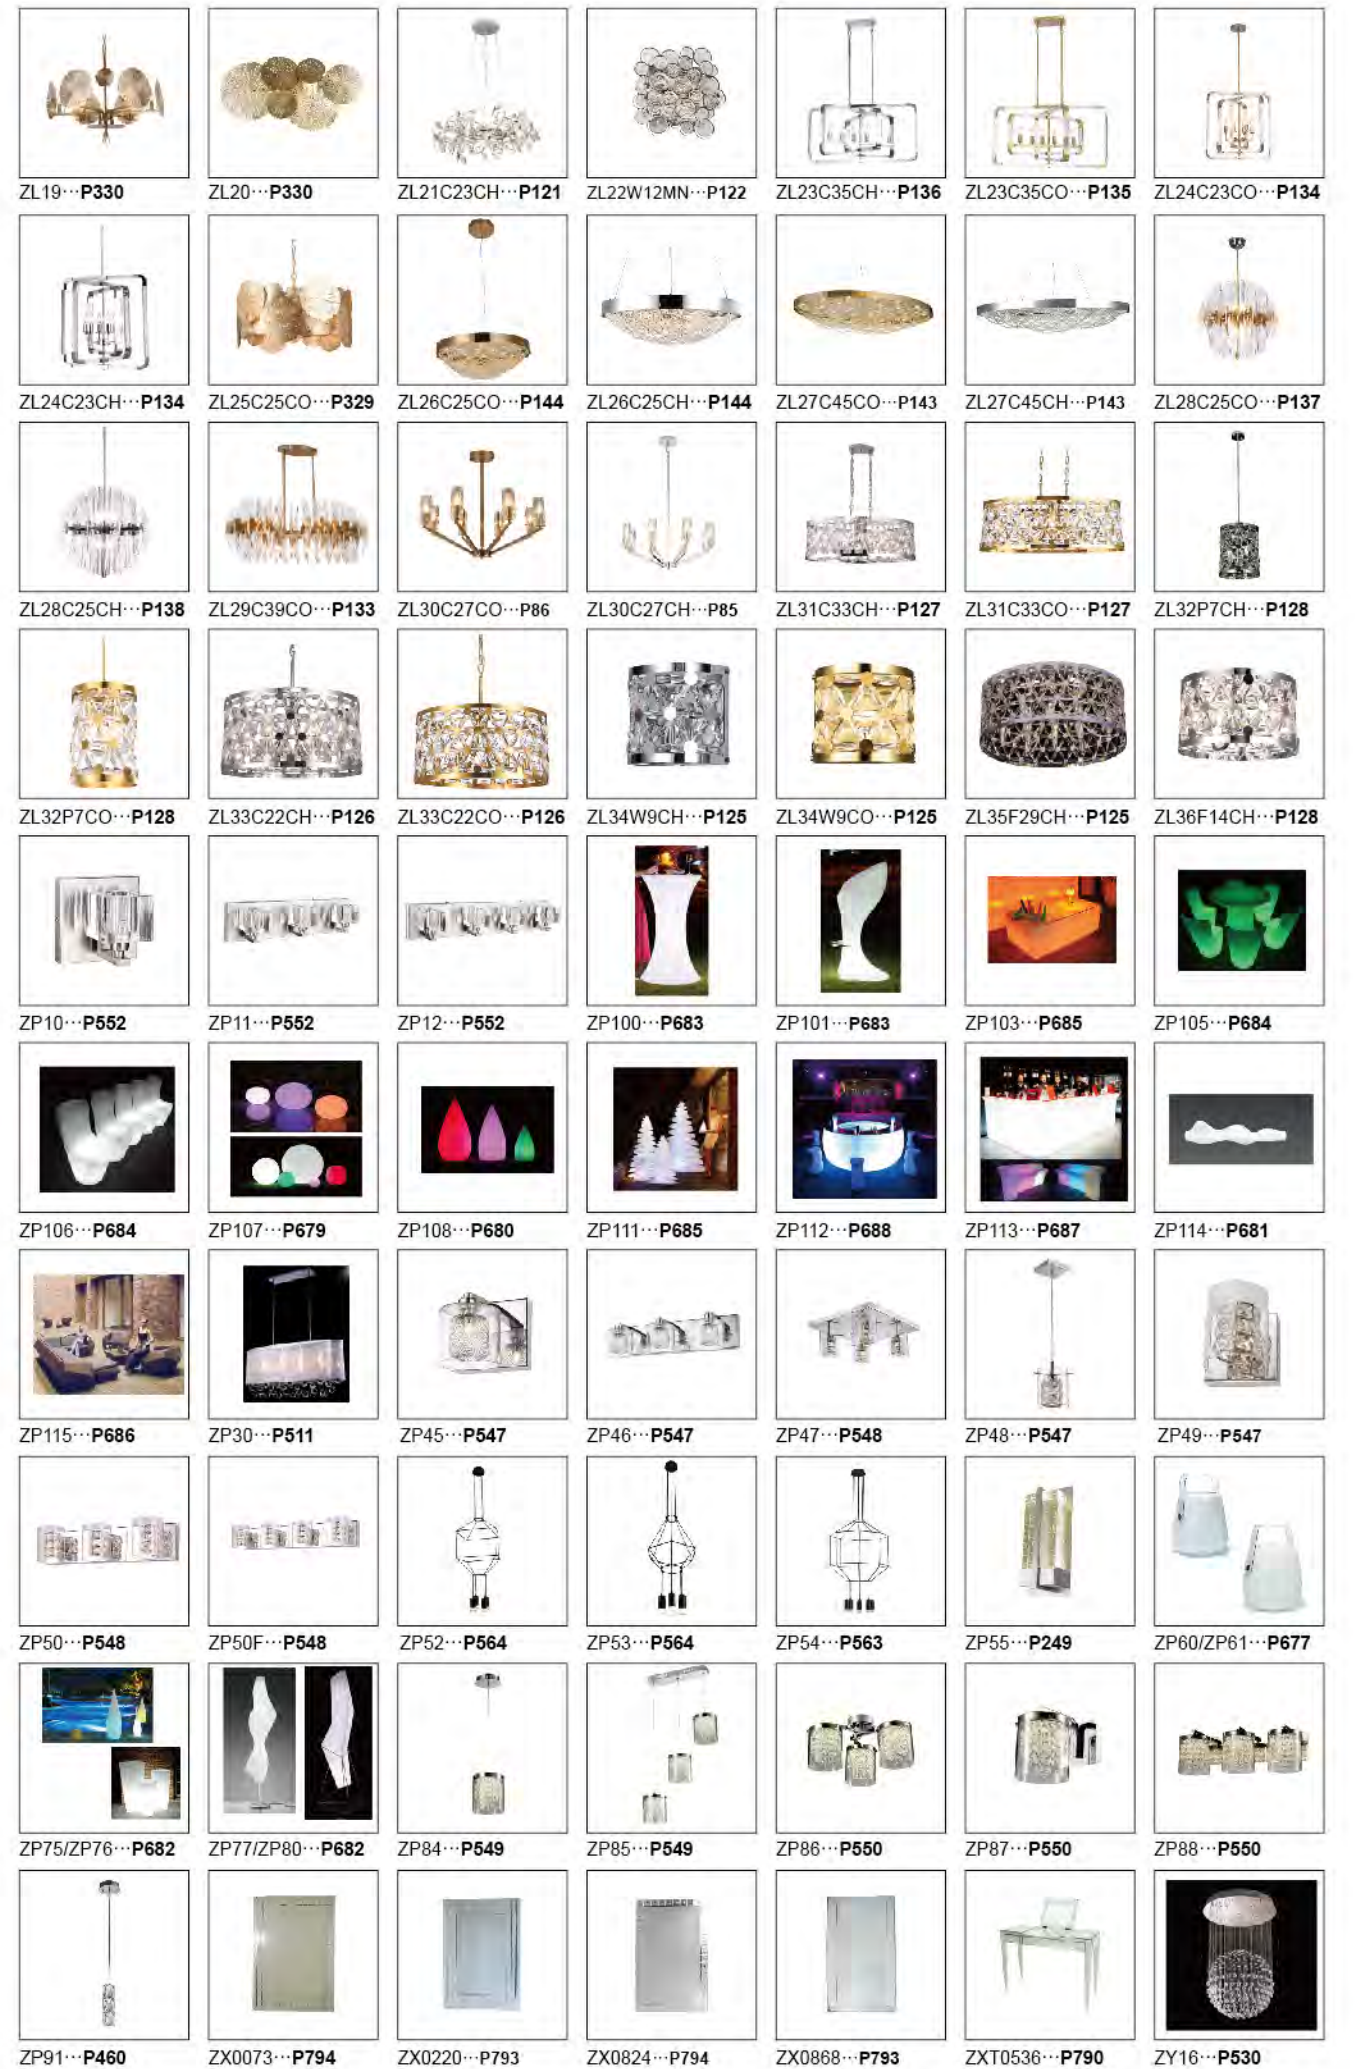 ZL19···P330 ZL20···P330 ZL21C23CH···P121 ZL22W12MN···P122 ZL23C35CH···P136 ZL23C35CO···P135 ZL24C23CO···P134
ZL24C23CH···P134 ZL25C25CO···P329 ZL26C25CO···P144 ZL26C25CH···P144 ZL27C45CO···P143 ZL27C45CH···P143 ZL28C25CO···P137
ZL28C25CH···P138 ZL29C39CO···P133 ZL30C27CO···P86 ZL30C27CH···P85 ZL31C33CH···P127 ZL31C33CO···P127 ZL32P7CH···P128
ZL32P7CO···P128 ZL33C22CH···P126 ZL33C22CO···P126 ZL34W9CH···P125 ZL34W9CO···P125 ZL35F29CH···P125 ZL36F14CH···P128
ZP10···P552 ZP11···P552 ZP12···P552 ZP100···P683 ZP101···P683 ZP103···P685 ZP105···P684
ZP106···P684 ZP107···P679 ZP108···P680 ZP111···P685 ZP112···P688 ZP113···P687 ZP114···P681
ZP115···P686 ZP30···P511 ZP45···P547 ZP46···P547 ZP47···P548 ZP48···P547 ZP49···P547
ZP50···P548 ZP50F···P548 ZP52···P564 ZP53···P564 ZP54···P563 ZP55···P249 ZP60/ZP61···P677
ZP75/ZP76···P682 ZP77/ZP80···P682 ZP84···P549 ZP85···P549 ZP86···P550 ZP87···P550 ZP88···P550
ZP91···P460 ZX0073···P794 ZX0220···P793 ZX0824···P794 ZX0868···P793 ZXT0536···P790 ZY16···P530